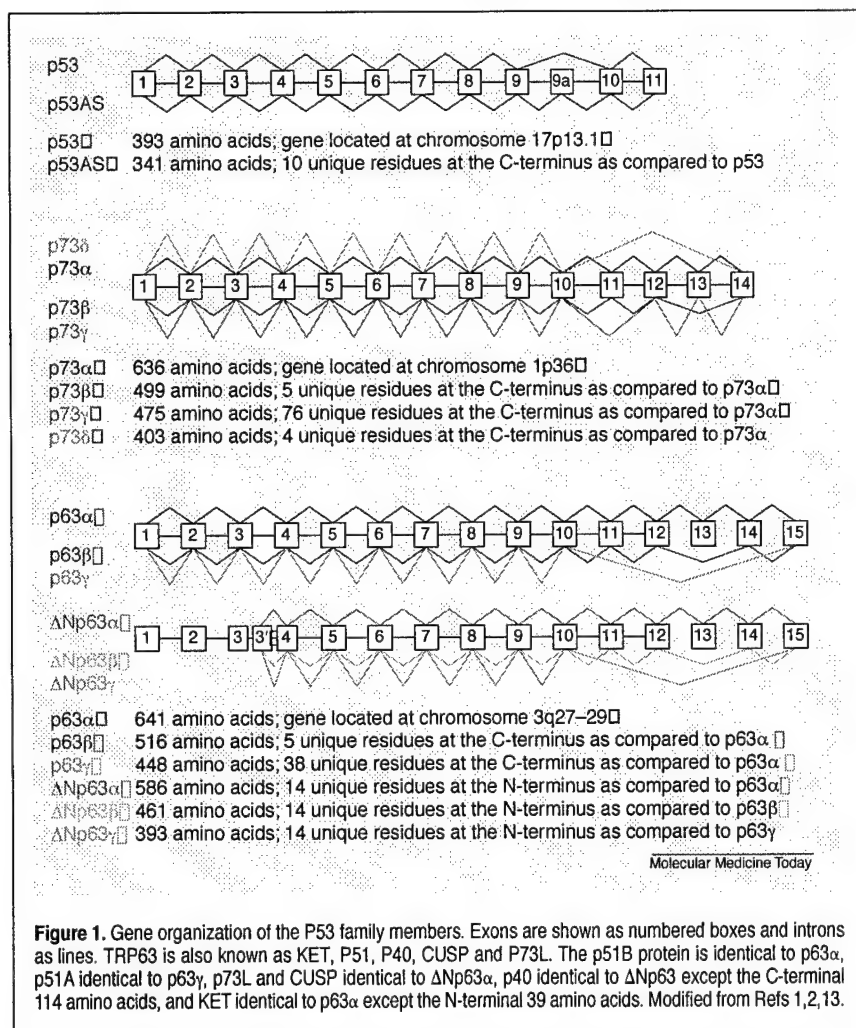 p53
1 2 3 4 5 6 7 8 9 9a 10 11
p53AS
p53 393 amino acids; gene located at chromosome 17p13.1
p53AS 341 amino acids; 10 unique residues at the C-terminus as compared to p53
p73δ
p73α
1 2 3 4 5 6 7 8 9 10 11 12 13 14
p73β
p73γ
p73α 636 amino acids; gene located at chromosome 1p36
p73β 499 amino acids; 5 unique residues at the C-terminus as compared to p73α
p73γ 475 amino acids; 76 unique residues at the C-terminus as compared to p73α
p73δ 403 amino acids; 4 unique residues at the C-terminus as compared to p73α
p63α
1 2 3 4 5 6 7 8 9 10 11 12 13 14 15
p63β
p63γ
ΔNp63α
1 2 3 3' 4 5 6 7 8 9 10 11 12 13 14 15
ΔNp63β
ΔNp63γ
p63α 641 amino acids; gene located at chromosome 3q27–29
p63β 516 amino acids; 5 unique residues at the C-terminus as compared to p63α
p63γ 448 amino acids; 38 unique residues at the C-terminus as compared to p63α
ΔNp63α 586 amino acids; 14 unique residues at the N-terminus as compared to p63α
ΔNp63β 461 amino acids; 14 unique residues at the N-terminus as compared to p63β
ΔNp63γ 393 amino acids; 14 unique residues at the N-terminus as compared to p63γ
Molecular Medicine Today
Figure 1. Gene organization of the P53 family members. Exons are shown as numbered boxes and introns
as lines. TRP63 is also known as KET, P51, P40, CUSP and P73L. The p51B protein is identical to p63α,
p51A identical to p63γ, p73L and CUSP identical to ΔNp63α, p40 identical to ΔNp63 except the C-terminal
114 amino acids, and KET identical to p63α except the N-terminal 39 amino acids. Modified from Refs 1,2,13.